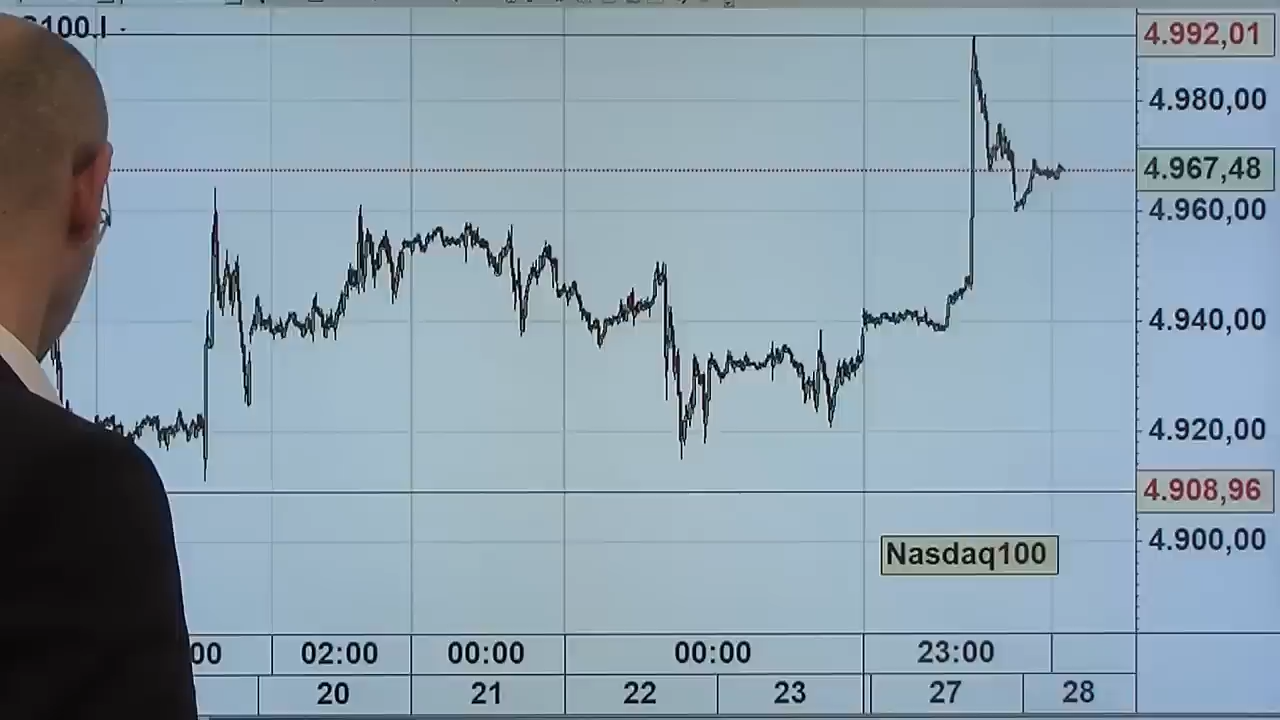 100.I
4.992,01
4.980,00
4.967,48
4.960,00
4.940,00
4.920,00
4.908,96
4.900,00
Nasdaq100
00 02:00 00:00 00:00 23:00
20 21 22 23 27 28